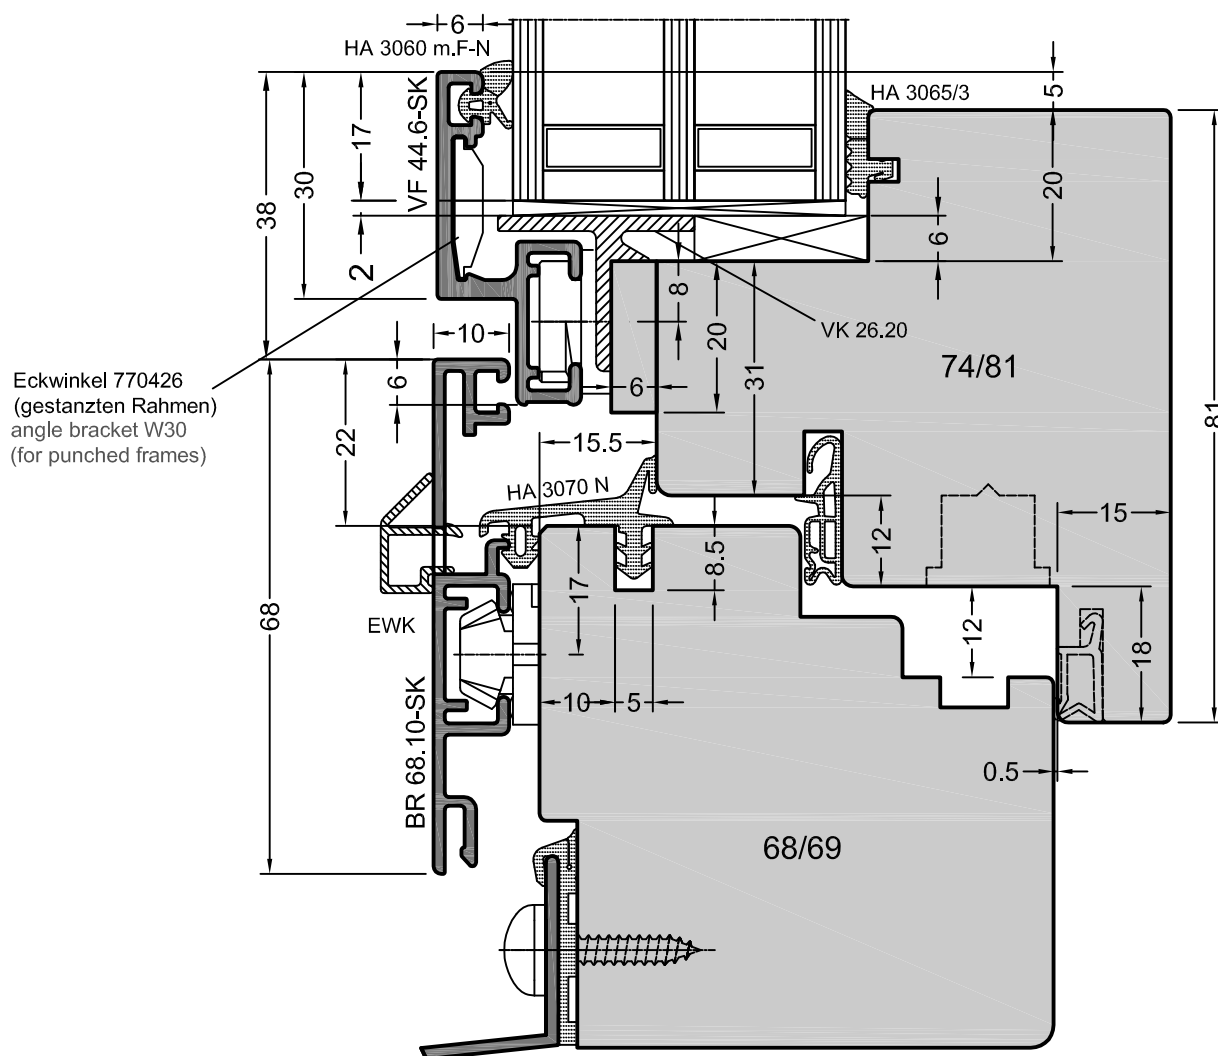 6
HA 3060 m.F-N
HA 3065/3
5
VF 44.6-SK
17
30
38
20
6
2
8
VK 26.20
10
20
6
31
74/81
81
6
Eckwinkel 770426
(gestanzten Rahmen)
angle bracket W30
(for punched frames)
22
15.5
HA 3070 N
15
12
8.5
17
68
EWK
12
18
10
5
BR 68.10-SK
0.5
68/69